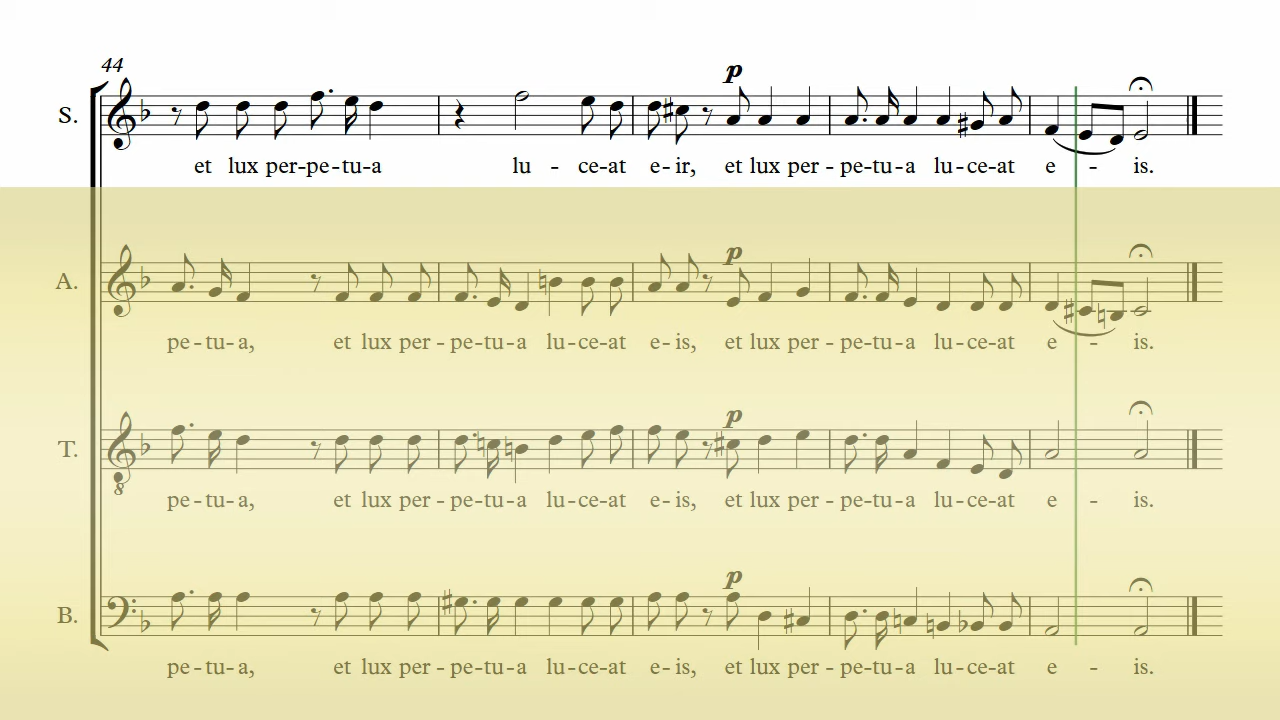 44
p
S.
et lux per-pe-tu-a lu - ce-at e-ir, et lux per-pe-tu-a lu-ce-at e - is.
p
A.
pe-tu-a, et lux per-pe-tu-a lu-ce-at e-is, et lux per-pe-tu-a lu-ce-at e - is.
p
T.
8
pe-tu-a, et lux per-pe-tu-a lu-ce-at e-is, et lux per-pe-tu-a lu-ce-at e - is.
p
B.
pe-tu-a, et lux per-pe-tu-a lu-ce-at e-is, et lux per-pe-tu-a lu-ce-at e - is.